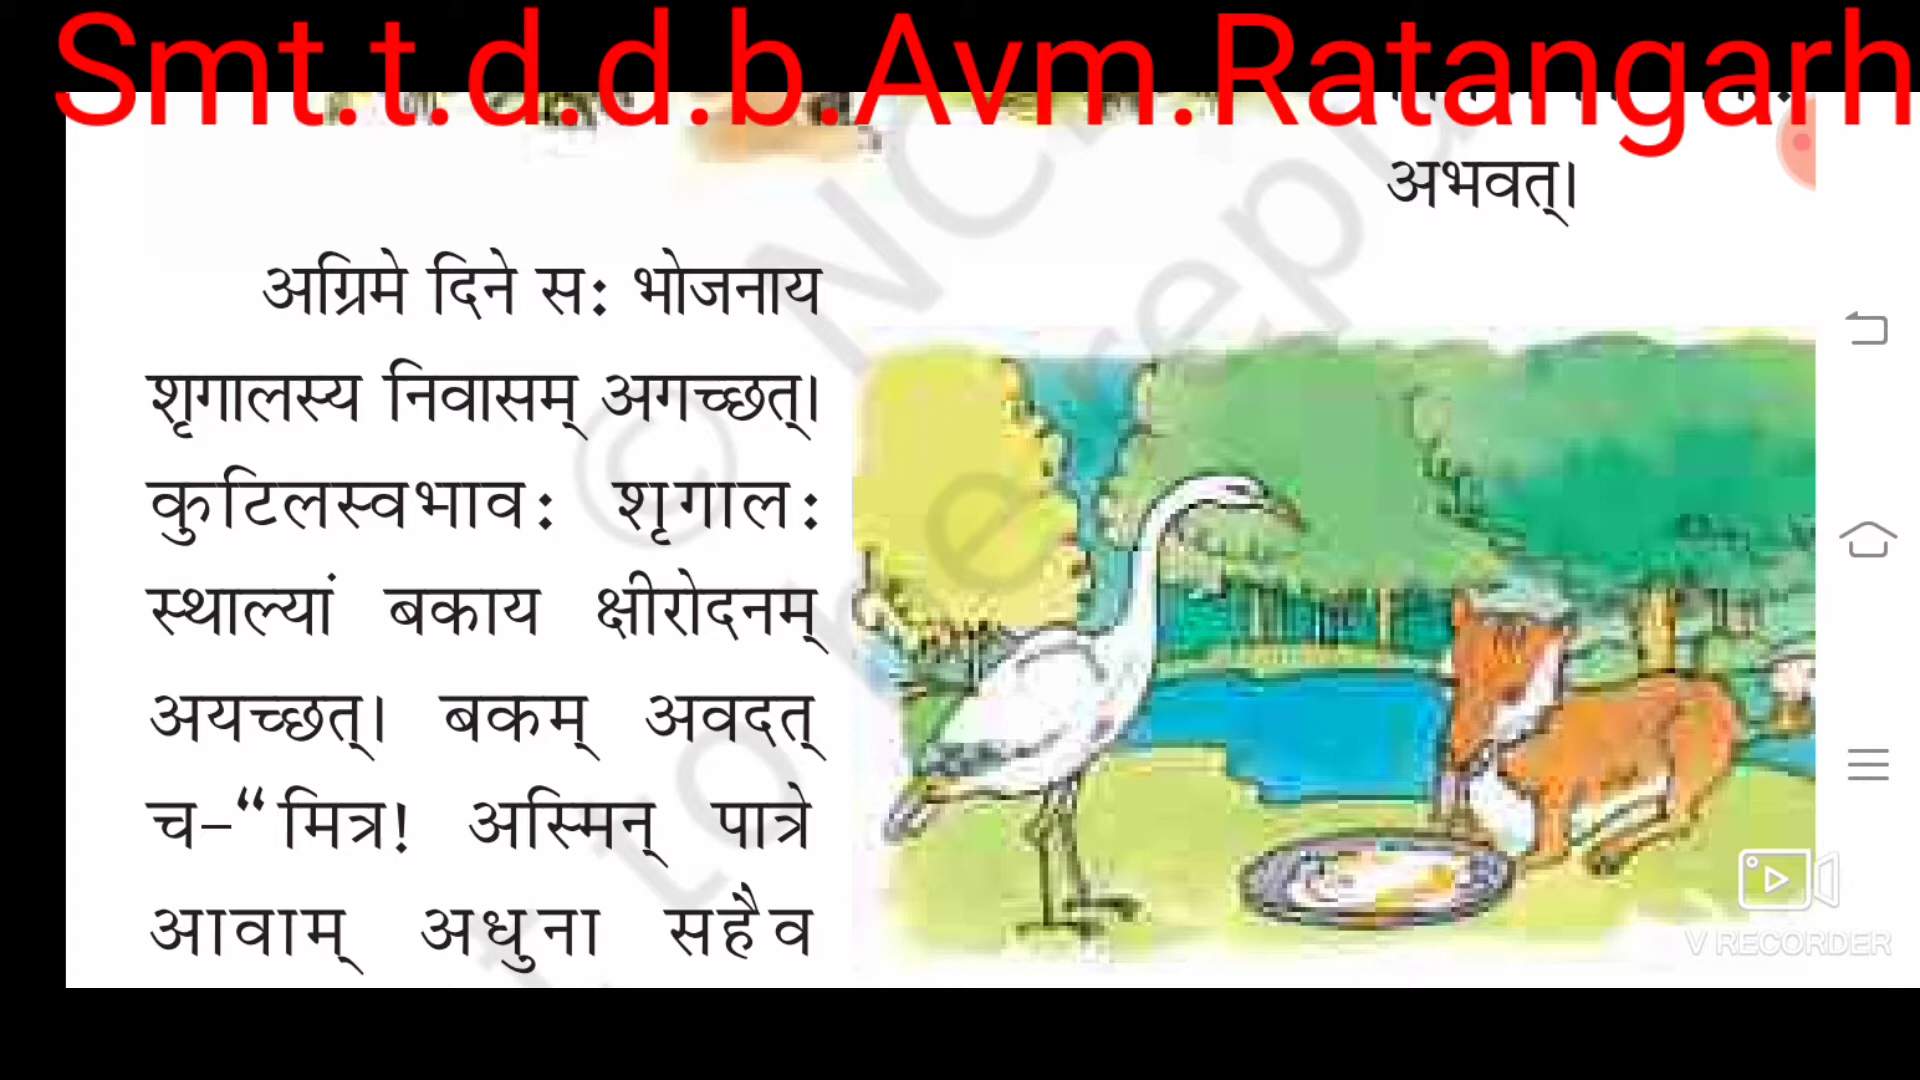 Smt.t.d.d.b.Avm.Ratangarh
अभवत्।
अग्रिमे दिने सः भोजनाय
शृगालस्य निवासम् अगच्छत्।
कुटिलस्वभावः शृगालः
स्थाल्यां बकाय क्षीरोदनम्
अयच्छत्। बकम् अवदत्
च-“मित्र! अस्मिन् पात्रे
आवाम् अधुना सहैव
V RECORDER